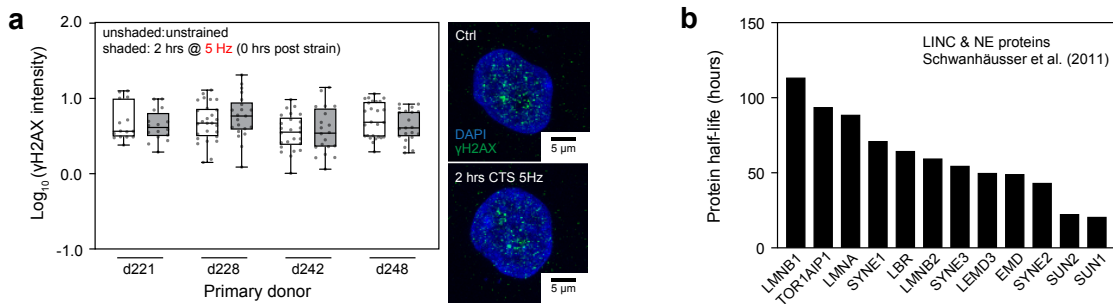 a
unshaded:unstrained
shaded: 2 hrs @ 5 Hz (0 hrs post strain)
Log₁₀ (γH2AX intensity)
2.0
1.0
0.0
-1.0
d221
d228
d242
d248
Primary donor
Ctrl
DAPI
γH2AX
5 µm
2 hrs CTS 5Hz
5 µm
b
LINC & NE proteins
Schwanhäusser et al. (2011)
Protein half-life (hours)
150
100
50
0
LMNB1
TOR1AIP1
LMNA
SYNE1
LBR
LMNB2
SYNE3
LEMD3
EMD
SYNE2
SUN2
SUN1